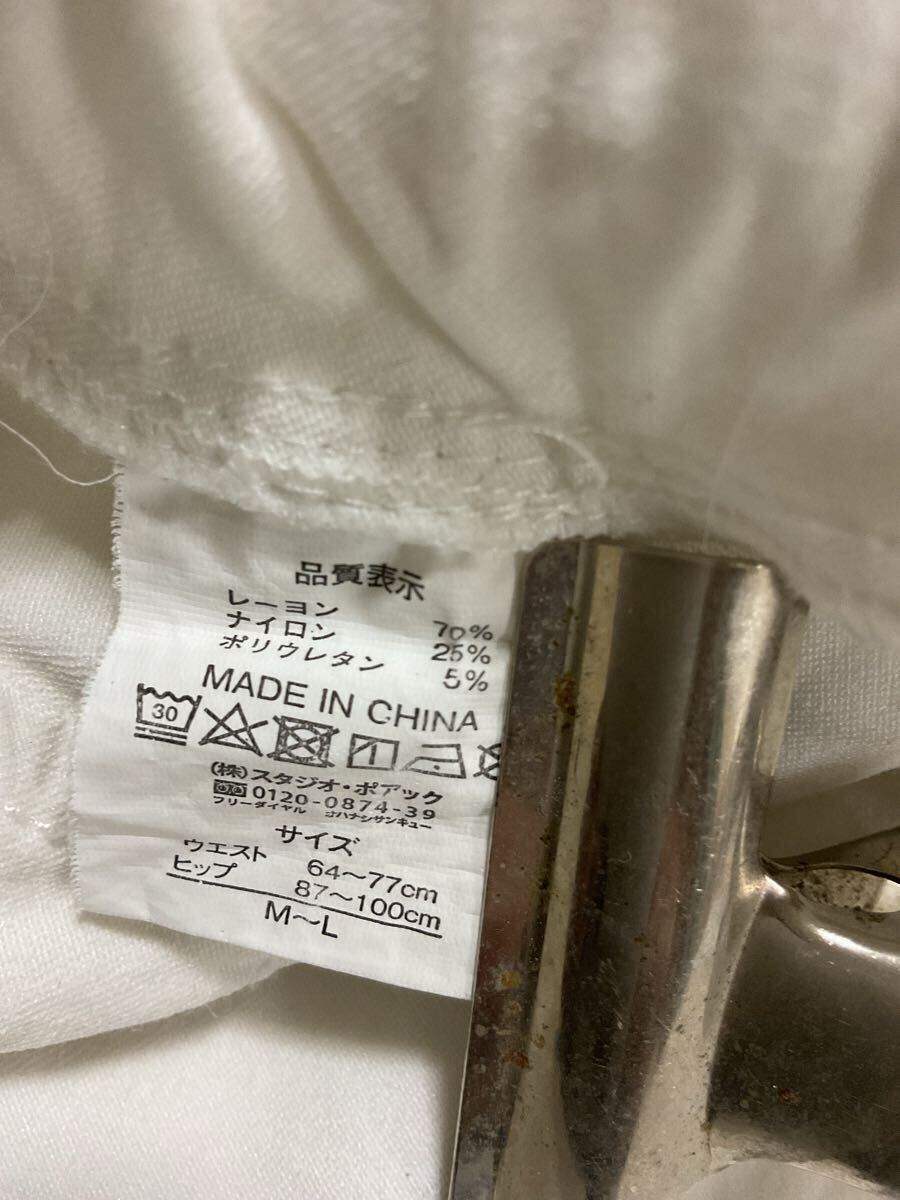 品質表示
レーヨン 70%
ナイロン 25%
ポリウレタン 5%
MADE IN CHINA
30
(株)スタジオ・ポアック
0120-0874-39
フリーダイヤル オハナシサンキュー
サイズ
ウエスト 64～77cm
ヒップ 87～100cm
M～L